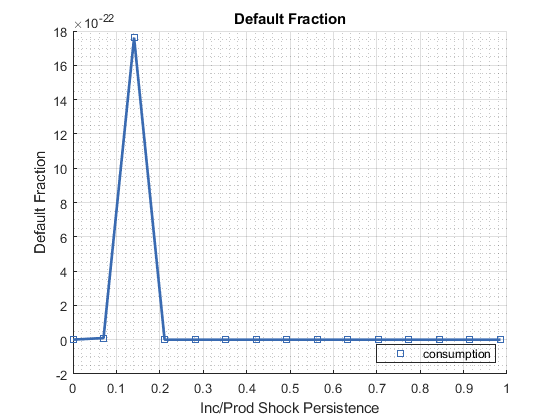 Default Fraction
×10-22
18
16
14
12
10
8
6
4
2
0
-2
Default Fraction
0 0.1 0.2 0.3 0.4 0.5 0.6 0.7 0.8 0.9 1
Inc/Prod Shock Persistence
consumption